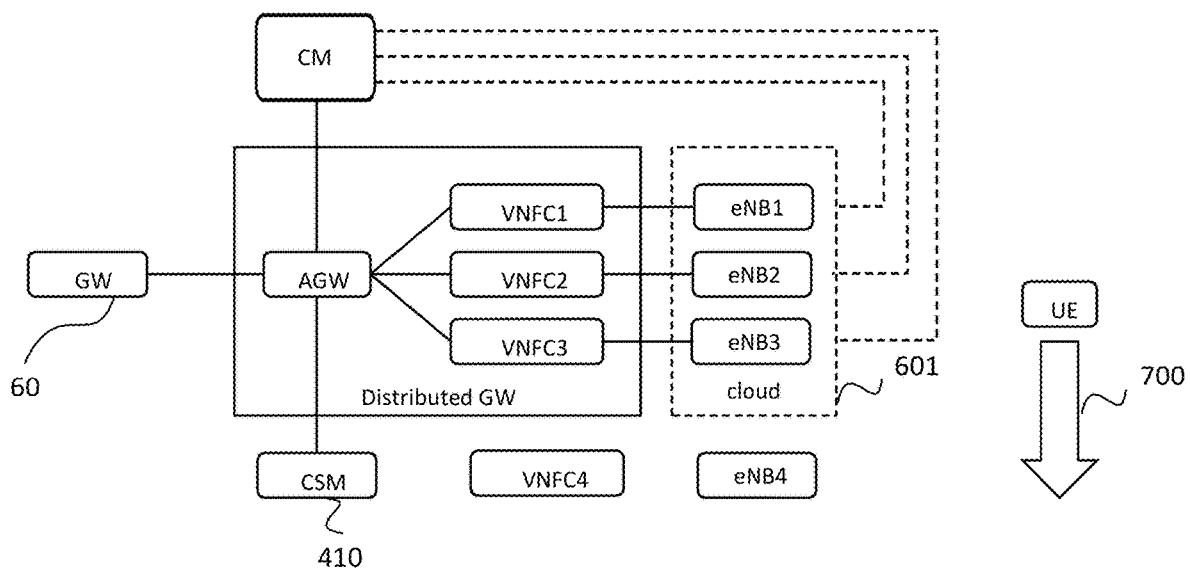 CM
VNFC1
eNB1
GW
AGW
VNFC2
eNB2
UE
VNFC3
eNB3
60
601
700
Distributed GW
cloud
CSM
VNFC4
eNB4
410